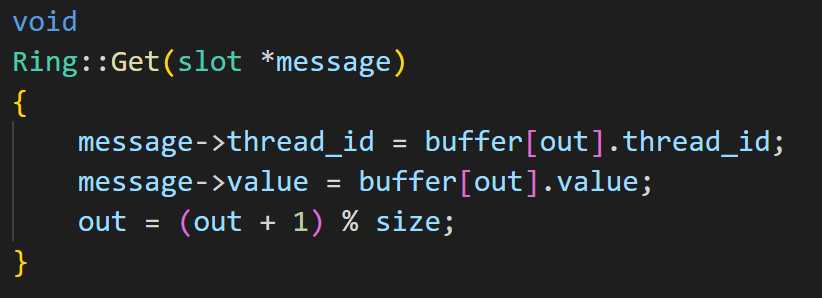 void
Ring::Get(slot *message)
{
    message->thread_id = buffer[out].thread_id;
    message->value = buffer[out].value;
    out = (out + 1) % size;
}